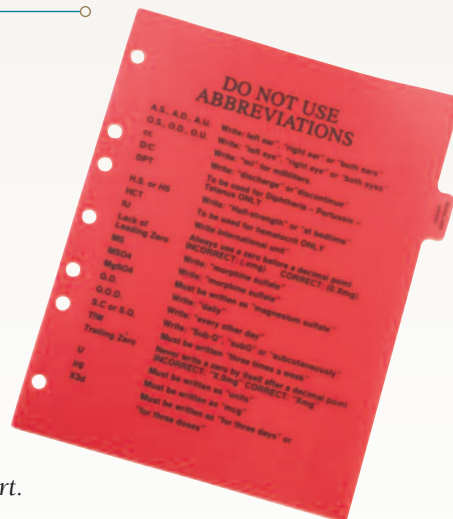 DO NOT USE
ABBREVIATIONS
A.S., A.D., A.U. Write: left ear", "right ear" or "both ears"
O.S., O.D., O.U. Write: "left eye", "right eye" or "both eyes"
cc Write: "ml" for milliliters
D/C Write: "discharge" or "discontinue"
DPT To be used for Diphtheria – Pertussis –
Tetanus ONLY
H.S. or HS Write: "Half-strength" or "at bedtime"
HCT To be used for hematocrit ONLY
IU Write international unit"
Lack of Always use a zero before a decimal point
Leading Zero INCORRECT: (.xmg) CORRECT: (0.Xmg)
MS Write: "morphine sulfate"
MSO4 Write: "morphine sulfate"
MgSO4 Must be written as "magnesium sulfate"
Q.D. Write: "daily"
Q.O.D. Write: "every other day"
S.C or S.Q. Write: "Sub-Q", "subQ" or "subcutaneously"
T/W Must be written "three times a week"
Trailing Zero Never write a zero by itself after a decimal point
INCORRECT: "X.0mg" CORRECT: "Xmg"
U Must be written as "units"
µg Must be written as "mcg"
X3d Must be written as "for three days" or
"for three doses"
rt.